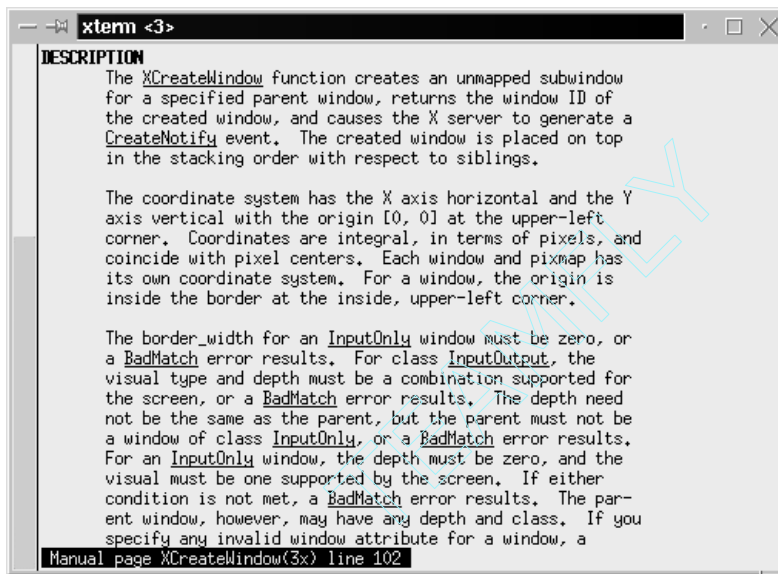 xterm <3>
DESCRIPTION
The XCreateWindow function creates an unmapped subwindow
for a specified parent window, returns the window ID of
the created window, and causes the X server to generate a
CreateNotify event. The created window is placed on top
in the stacking order with respect to siblings.
The coordinate system has the X axis horizontal and the Y
axis vertical with the origin [0, 0] at the upper-left
corner. Coordinates are integral, in terms of pixels, and
coincide with pixel centers. Each window and pixmap has
its own coordinate system. For a window, the origin is
inside the border at the inside, upper-left corner.
The border_width for an InputOnly window must be zero, or
a BadMatch error results. For class InputOutput, the
visual type and depth must be a combination supported for
the screen, or a BadMatch error results. The depth need
not be the same as the parent, but the parent must not be
a window of class InputOnly, or a BadMatch error results.
For an InputOnly window, the depth must be zero, and the
visual must be one supported by the screen. If either
condition is not met, a BadMatch error results. The par-
ent window, however, may have any depth and class. If you
specify any invalid window attribute for a window, a
Manual page XCreateWindow(3x) line 102
TEAMFLY